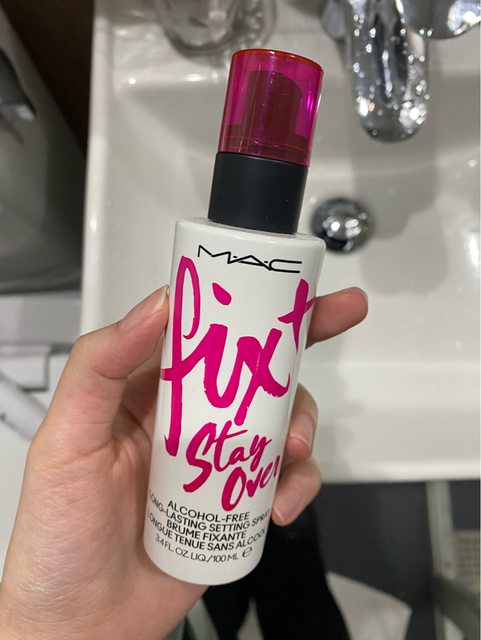 M·A·C
fix+
Stay
Over
ALCOHOL-FREE
LONG-LASTING SETTING SPRAY
BRUME FIXANTE
LONGUE TENUE SANS ALCOOL
3.4 FL.OZ.LIQ./100 ML ℮